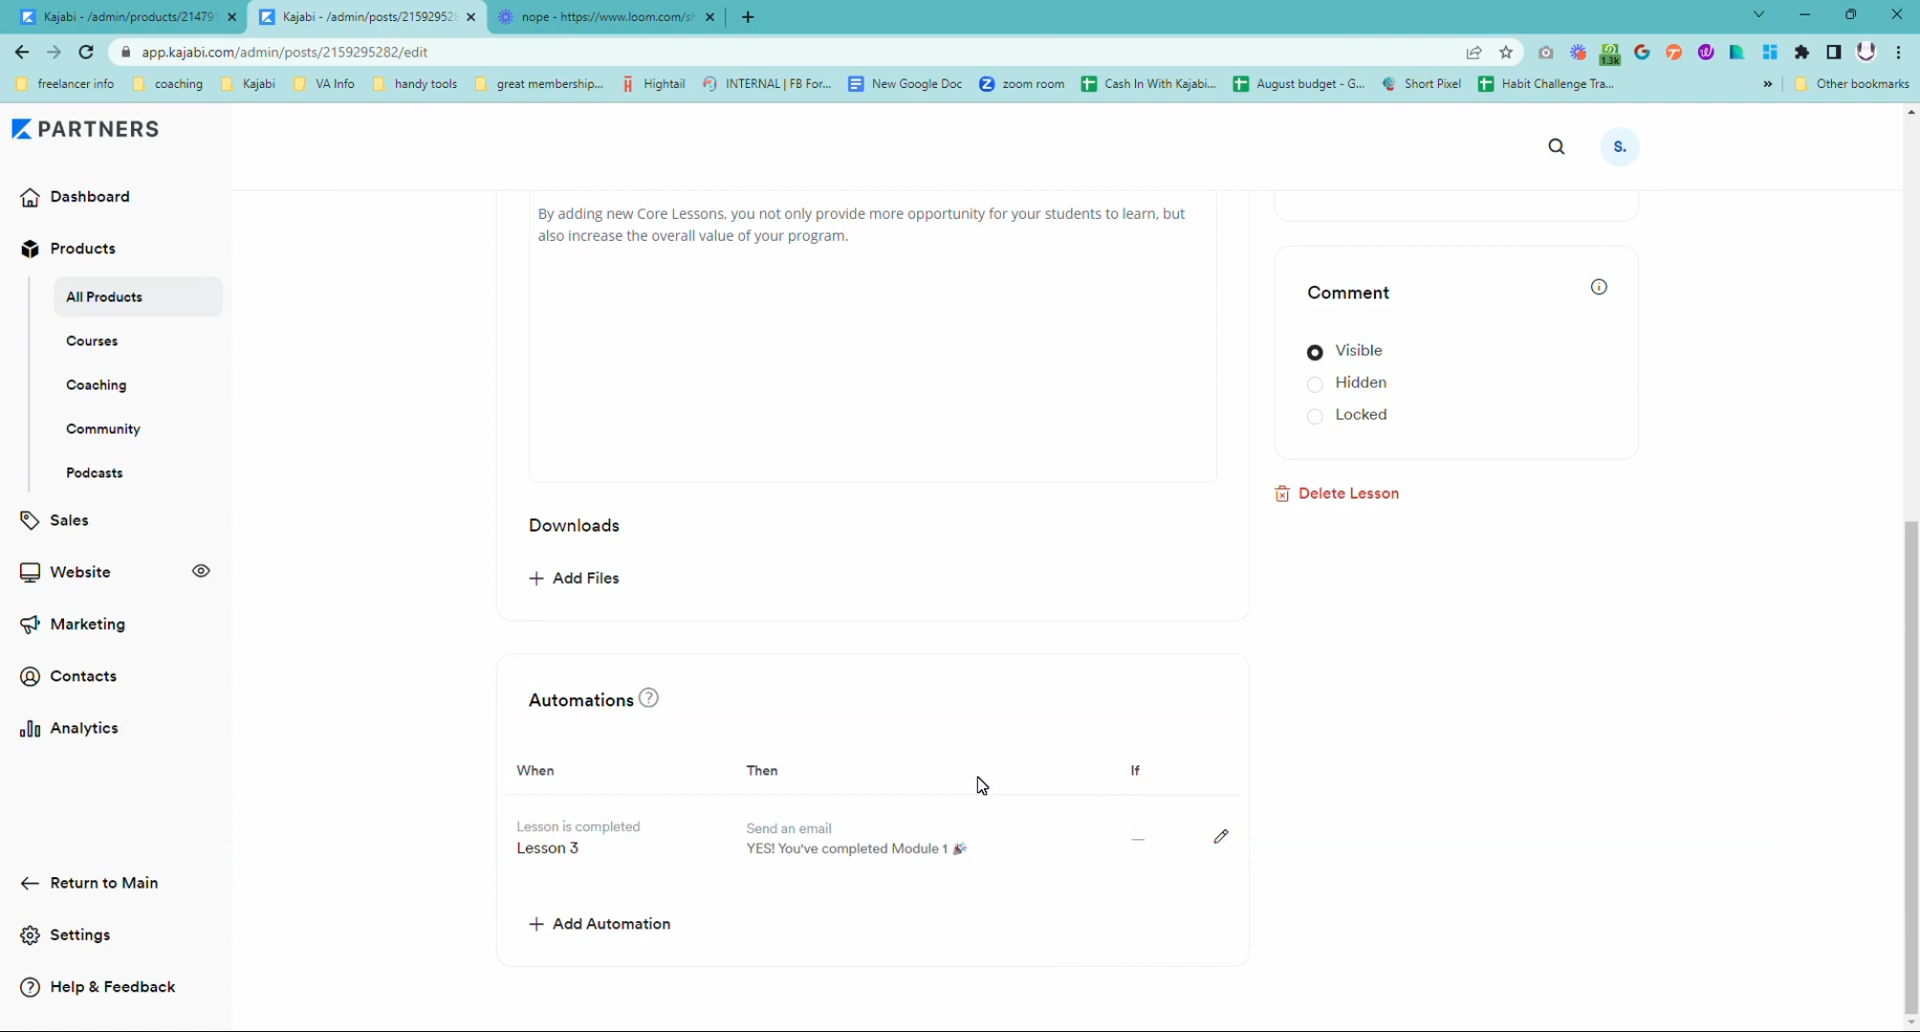 Kajabi - /admin/products/21479
Kajabi - /admin/posts/215929528
nope - https://www.loom.com/sh
app.kajabi.com/admin/posts/2159295282/edit
1.3k
freelancer info
coaching
Kajabi
VA Info
handy tools
great membership...
Hightail
INTERNAL | FB For...
New Google Doc
zoom room
Cash In With Kajabi...
August budget - G...
Short Pixel
Habit Challenge Tra...
»
Other bookmarks
PARTNERS
S.
Dashboard
Products
All Products
Courses
Coaching
Community
Podcasts
Sales
Website
Marketing
Contacts
Analytics
Return to Main
Settings
Help & Feedback
By adding new Core Lessons, you not only provide more opportunity for your students to learn, but
also increase the overall value of your program.
Downloads
+ Add Files
Automations ?
When Then If
Lesson is completed
Lesson 3
Send an email
YES! You've completed Module 1 🎉
—
+ Add Automation
Comment
Visible
Hidden
Locked
Delete Lesson